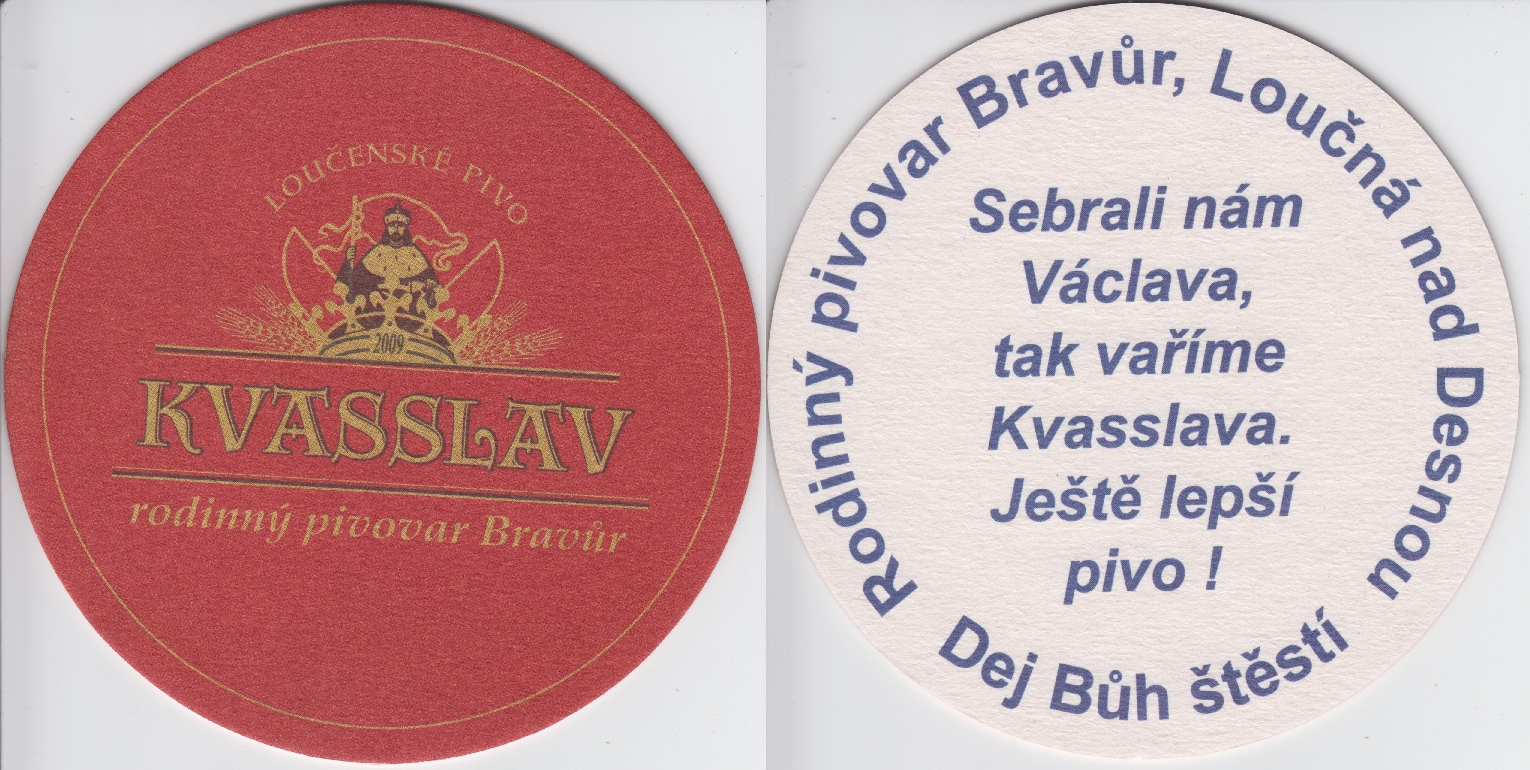 LOUČENSKÉ PIVO
2009
KVASSLAV
rodinný pivovar Bravůr
Rodinný pivovar Bravůr, Loučná nad Desnou
Sebrali nám
Václava,
tak vaříme
Kvasslava.
Ještě lepší
pivo !
Dej Bůh štěstí